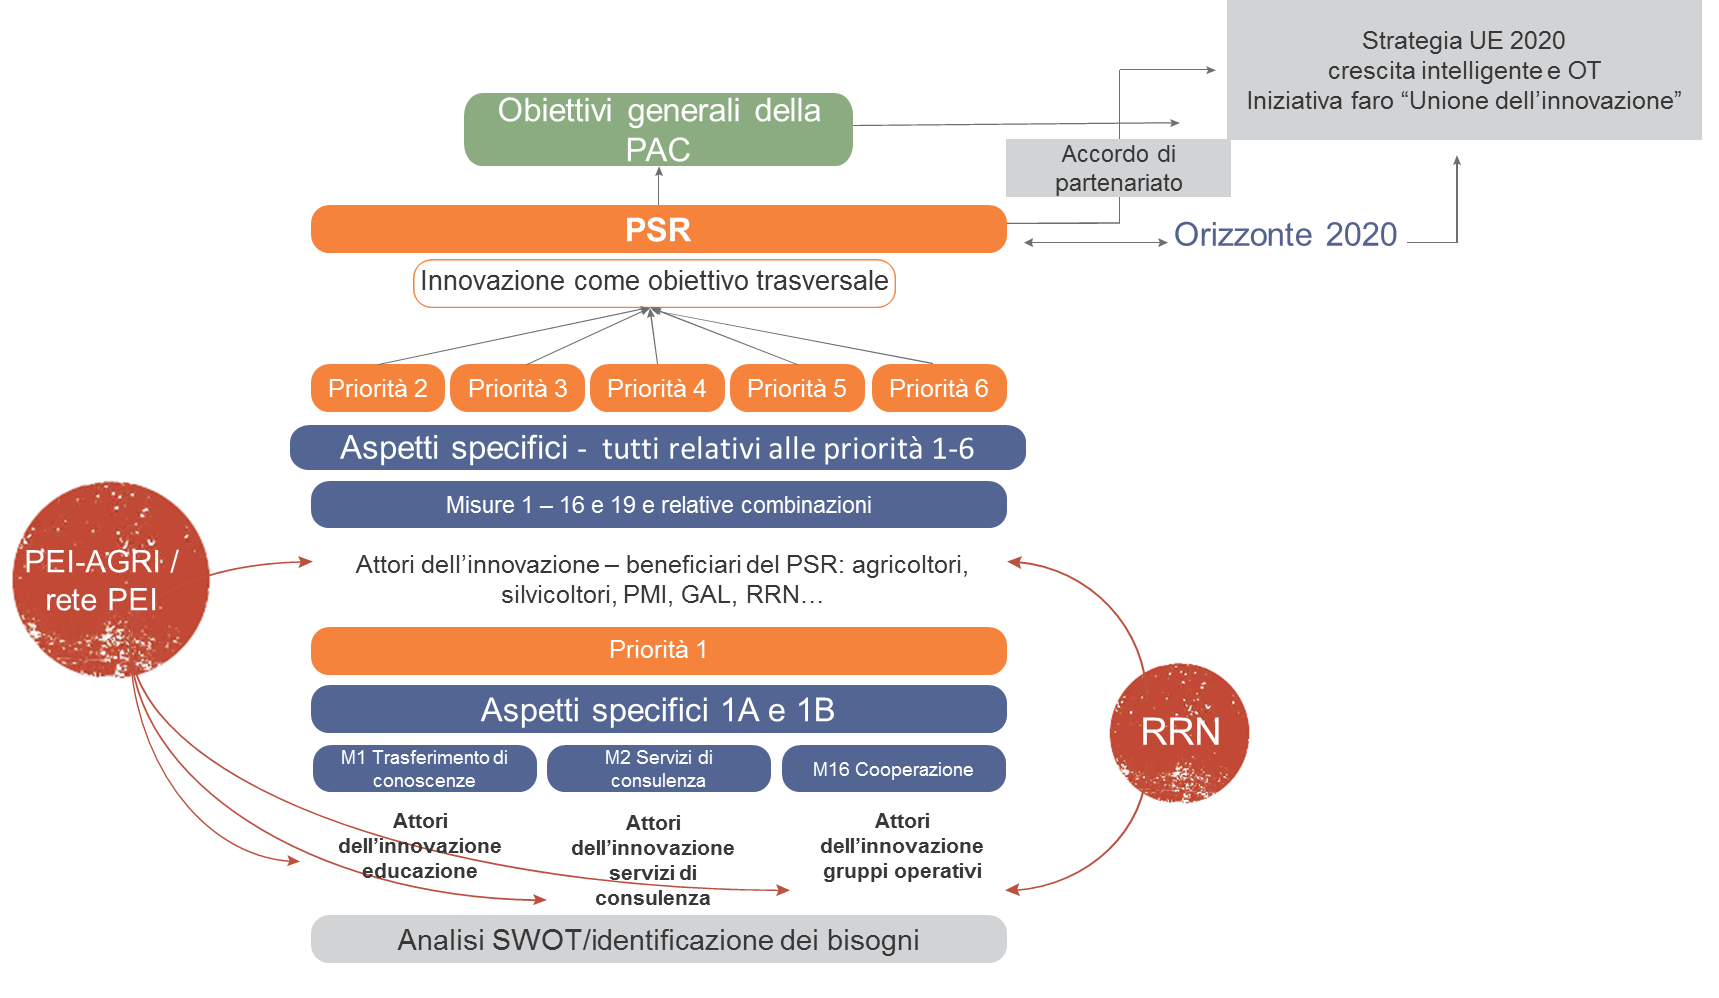 Strategia UE 2020
crescita intelligente e OT
Iniziativa faro “Unione dell’innovazione”
Obiettivi generali della
PAC
Accordo di
partenariato
PSR
Orizzonte 2020
Innovazione come obiettivo trasversale
Priorità 2
Priorità 3
Priorità 4
Priorità 5
Priorità 6
Aspetti specifici - tutti relativi alle priorità 1-6
Misure 1 – 16 e 19 e relative combinazioni
PEI-AGRI /
rete PEI
Attori dell’innovazione – beneficiari del PSR: agricoltori,
silvicoltori, PMI, GAL, RRN…
Priorità 1
Aspetti specifici 1A e 1B
RRN
M1 Trasferimento di
conoscenze
M2 Servizi di
consulenza
M16 Cooperazione
Attori
dell’innovazione
educazione
Attori
dell’innovazione
servizi di
consulenza
Attori
dell’innovazione
gruppi operativi
Analisi SWOT/identificazione dei bisogni